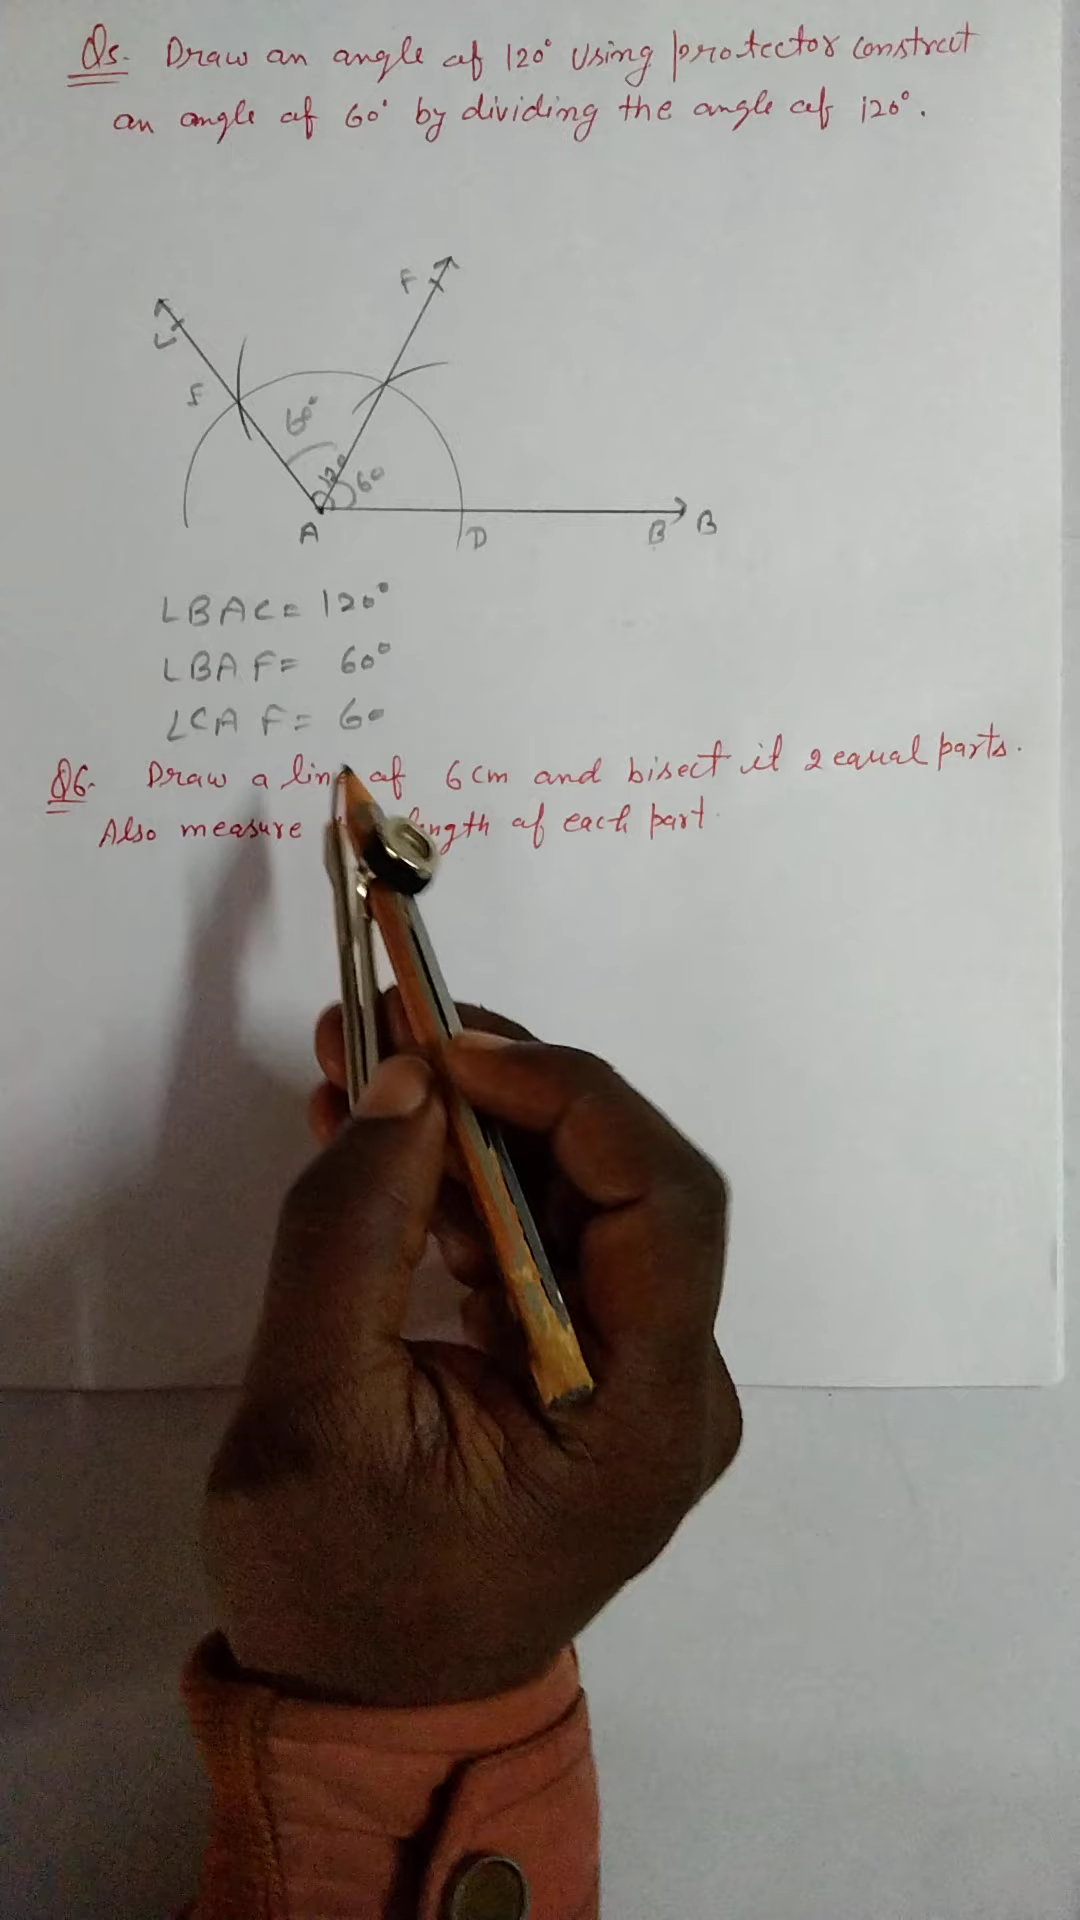 Q5. Draw an angle of 120° Using protector construct
an angle of 60° by dividing the angle of 120°.
F
C
F
60°
120
60
A
D
B
B
∠BAC = 120°
∠BAF = 60°
∠CAF = 60
Q6. Draw a line of 6cm and bisect it 2 equal parts.
Also measure length of each part.